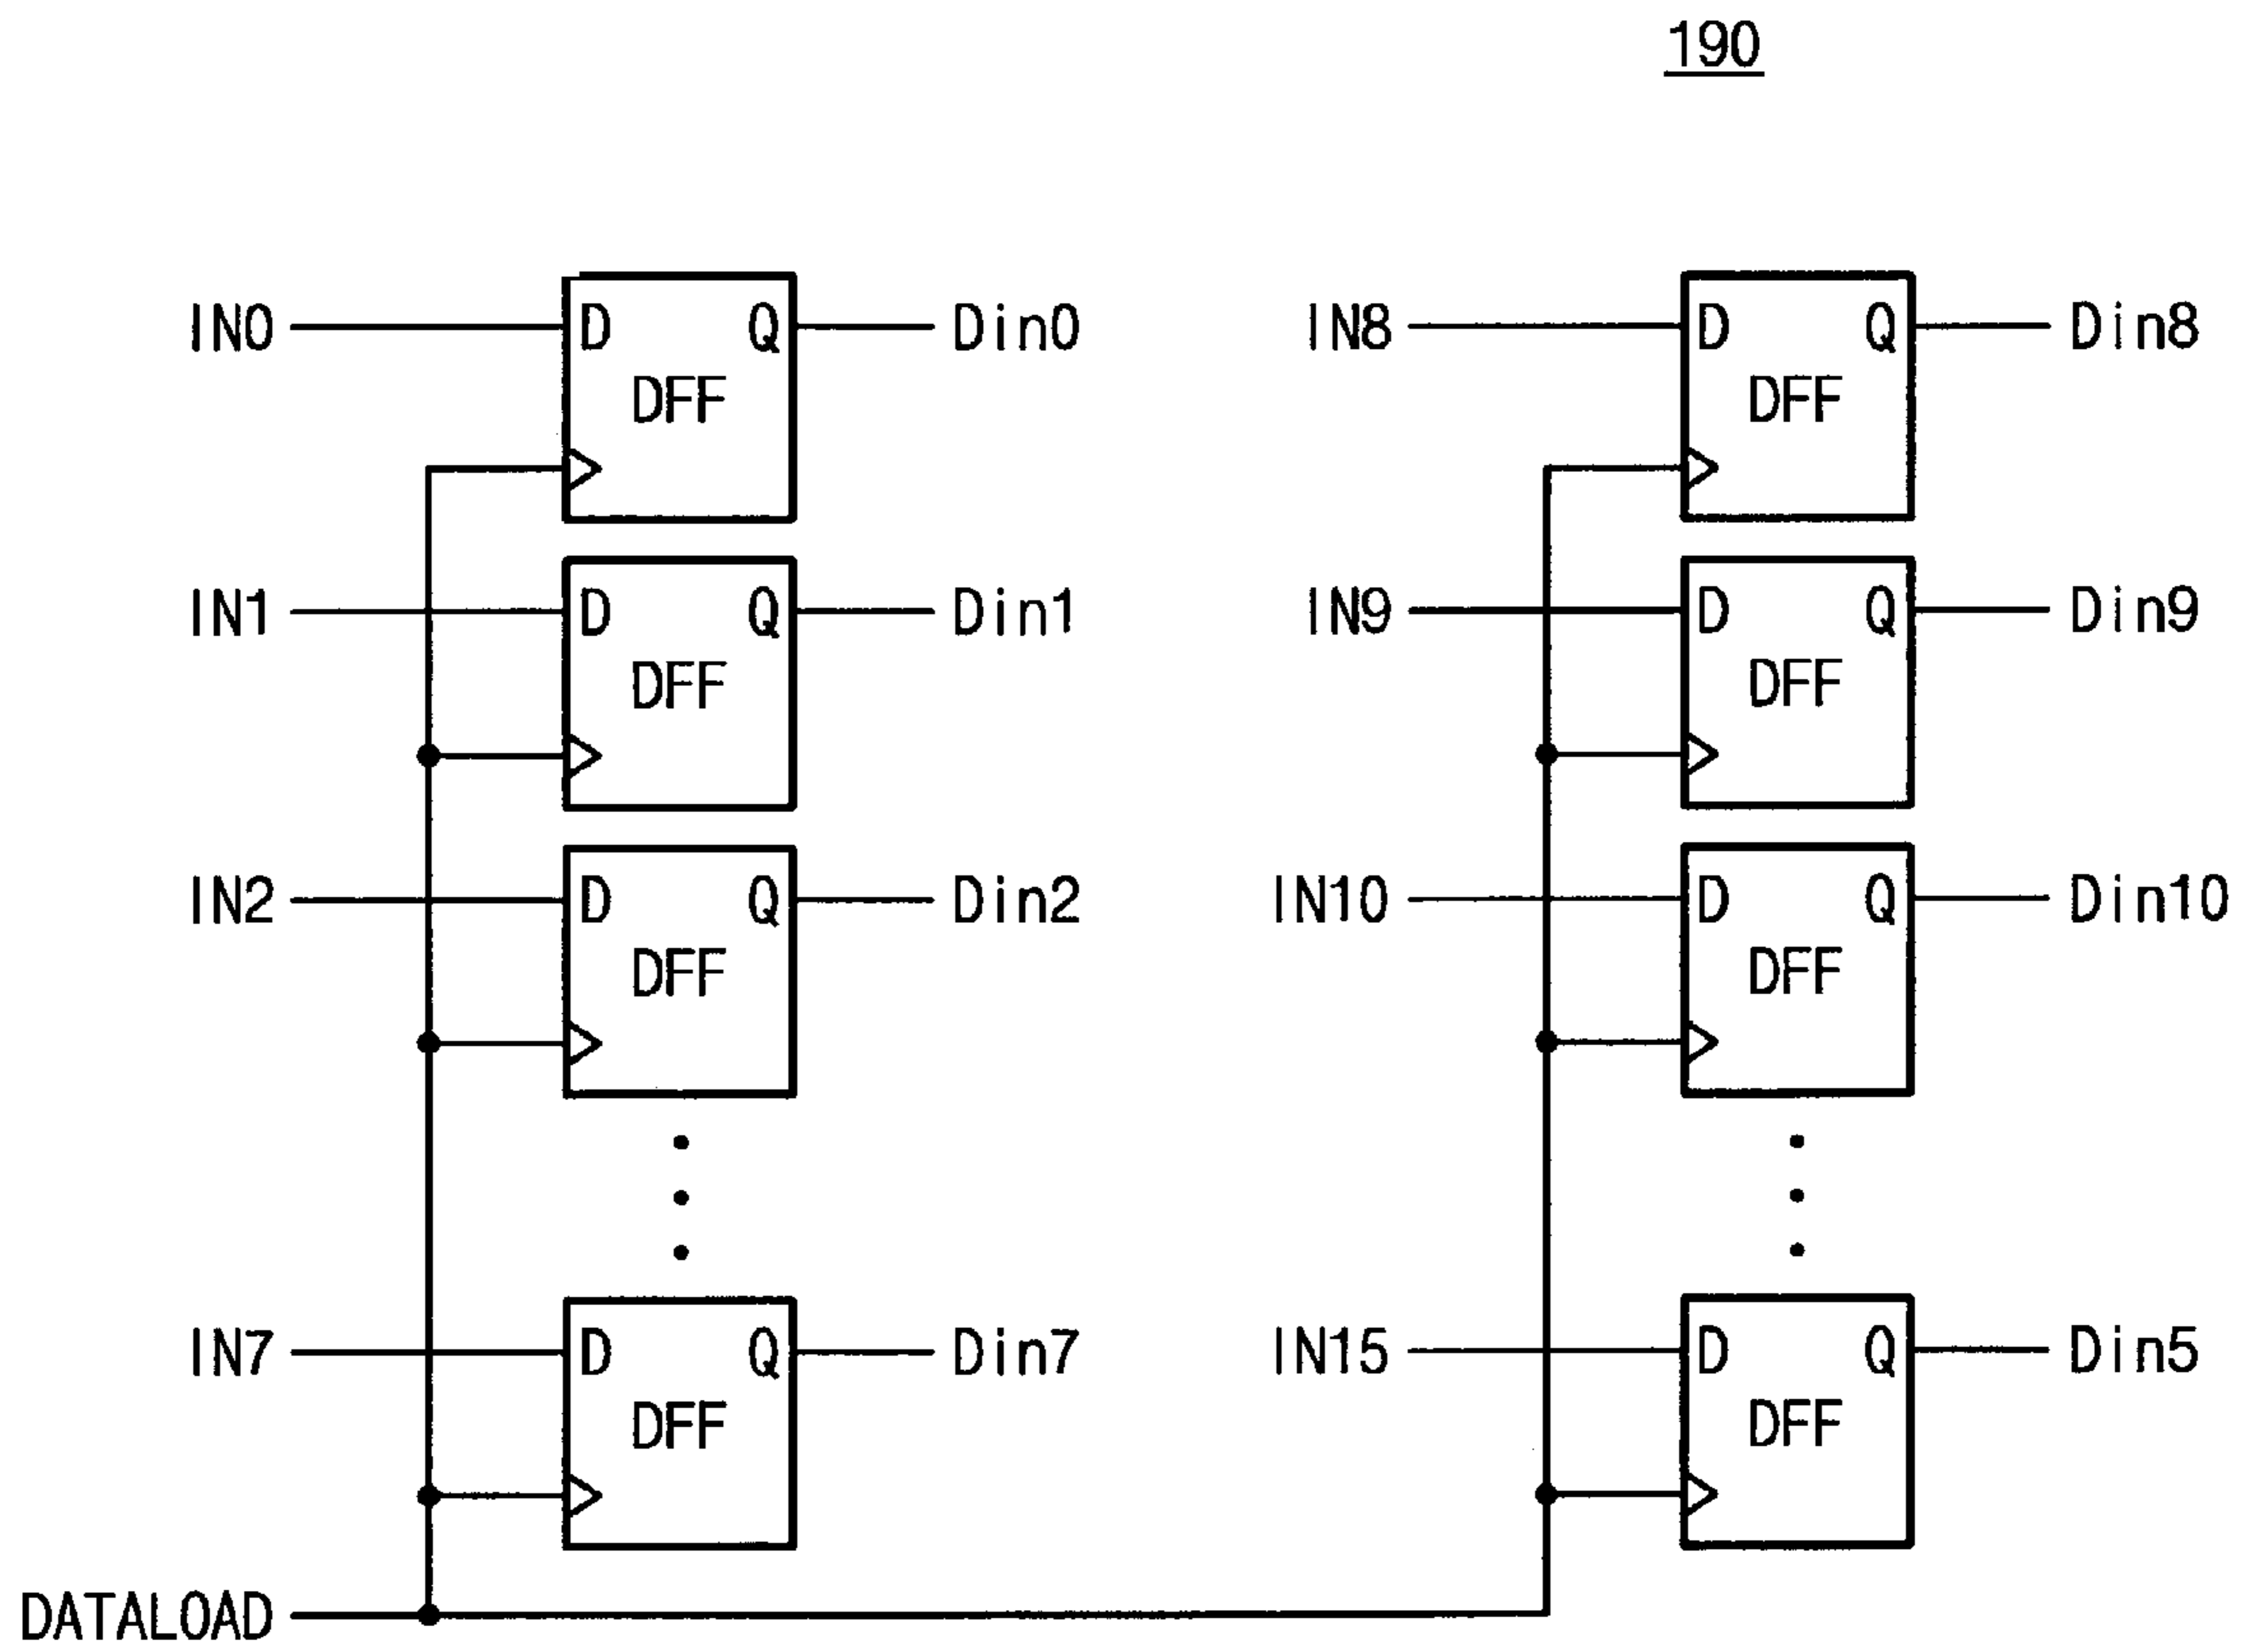 190
IN0 D Q Din0 IN8 D Q Din8
DFF DFF
IN1 D Q Din1 IN9 D Q Din9
DFF DFF
IN2 D Q Din2 IN10 D Q Din10
DFF DFF
IN7 D Q Din7 IN15 D Q Din5
DFF DFF
DATALOAD